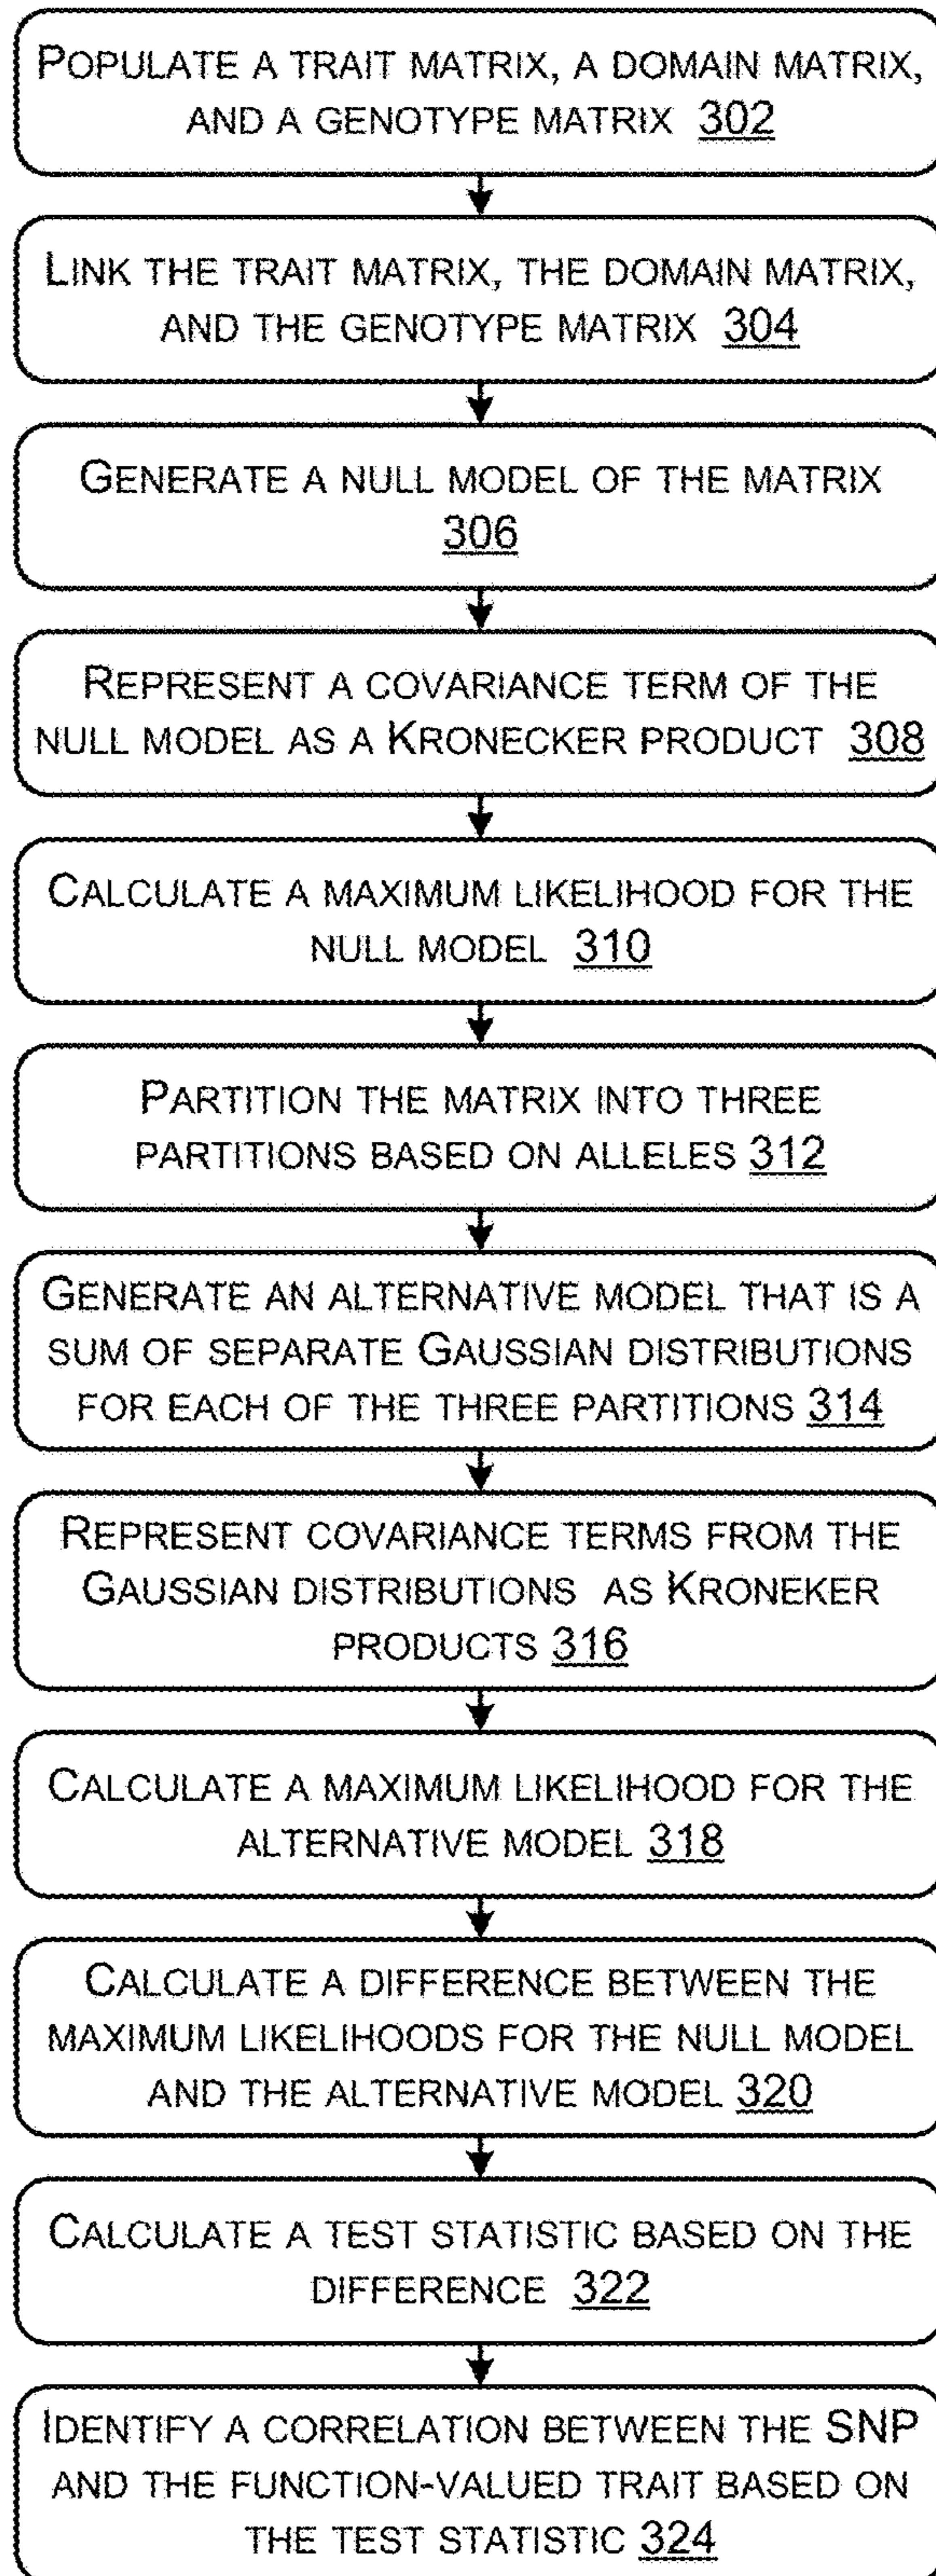 POPULATE A TRAIT MATRIX, A DOMAIN MATRIX,
AND A GENOTYPE MATRIX 302
LINK THE TRAIT MATRIX, THE DOMAIN MATRIX,
AND THE GENOTYPE MATRIX 304
GENERATE A NULL MODEL OF THE MATRIX
306
REPRESENT A COVARIANCE TERM OF THE
NULL MODEL AS A KRONECKER PRODUCT 308
CALCULATE A MAXIMUM LIKELIHOOD FOR THE
NULL MODEL 310
PARTITION THE MATRIX INTO THREE
PARTITIONS BASED ON ALLELES 312
GENERATE AN ALTERNATIVE MODEL THAT IS A
SUM OF SEPARATE GAUSSIAN DISTRIBUTIONS
FOR EACH OF THE THREE PARTITIONS 314
REPRESENT COVARIANCE TERMS FROM THE
GAUSSIAN DISTRIBUTIONS AS KRONEKER
PRODUCTS 316
CALCULATE A MAXIMUM LIKELIHOOD FOR THE
ALTERNATIVE MODEL 318
CALCULATE A DIFFERENCE BETWEEN THE
MAXIMUM LIKELIHOODS FOR THE NULL MODEL
AND THE ALTERNATIVE MODEL 320
CALCULATE A TEST STATISTIC BASED ON THE
DIFFERENCE 322
IDENTIFY A CORRELATION BETWEEN THE SNP
AND THE FUNCTION-VALUED TRAIT BASED ON
THE TEST STATISTIC 324